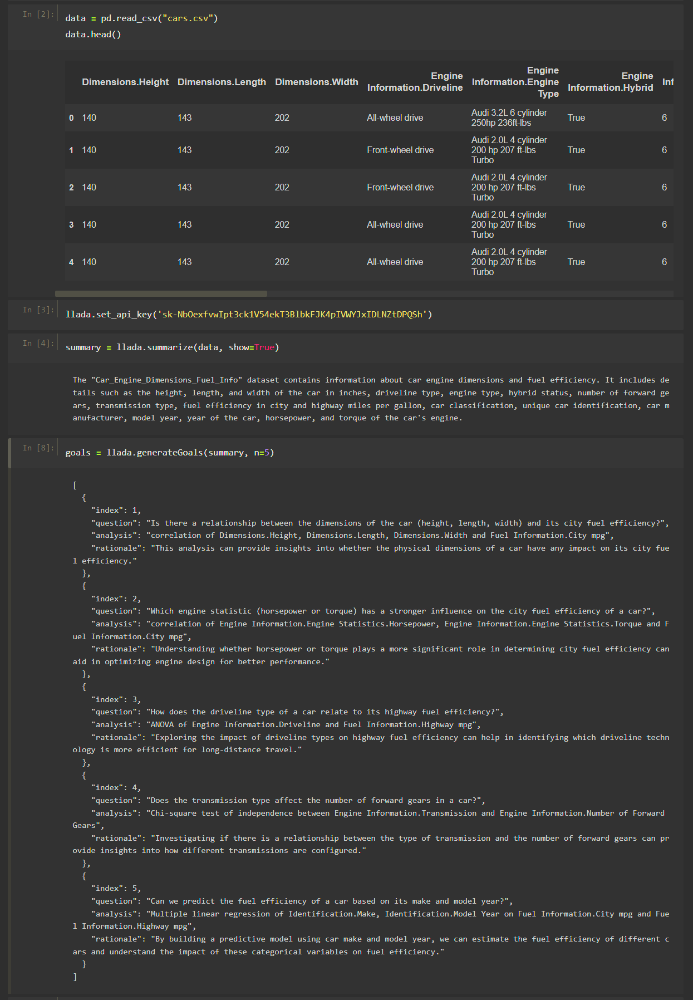 In [2]:
data = pd.read_csv("cars.csv")
data.head()
Dimensions.Height Dimensions.Length Dimensions.Width Engine Information.Driveline Engine Information.Engine Type Engine Information.Hybrid Inf
0 140 143 202 All-wheel drive Audi 3.2L 6 cylinder 250hp 236ft-lbs True 6
1 140 143 202 Front-wheel drive Audi 2.0L 4 cylinder 200 hp 207 ft-lbs Turbo True 6
2 140 143 202 Front-wheel drive Audi 2.0L 4 cylinder 200 hp 207 ft-lbs Turbo True 6
3 140 143 202 All-wheel drive Audi 2.0L 4 cylinder 200 hp 207 ft-lbs Turbo True 6
4 140 143 202 All-wheel drive Audi 2.0L 4 cylinder 200 hp 207 ft-lbs Turbo True 6
In [3]:
llada.set_api_key('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')
In [4]:
summary = llada.summarize(data, show=True)
The "Car_Engine_Dimensions_Fuel_Info" dataset contains information about car engine dimensions and fuel efficiency. It includes de
tails such as the height, length, and width of the car in inches, driveline type, engine type, hybrid status, number of forward ge
ars, transmission type, fuel efficiency in city and highway miles per gallon, car classification, unique car identification, car m
anufacturer, model year, year of the car, horsepower, and torque of the car's engine.
In [8]:
goals = llada.generateGoals(summary, n=5)
[
{
"index": 1,
"question": "Is there a relationship between the dimensions of the car (height, length, width) and its city fuel efficiency?",
"analysis": "correlation of Dimensions.Height, Dimensions.Length, Dimensions.Width and Fuel Information.City mpg",
"rationale": "This analysis can provide insights into whether the physical dimensions of a car have any impact on its city fue
l efficiency."
},
{
"index": 2,
"question": "Which engine statistic (horsepower or torque) has a stronger influence on the city fuel efficiency of a car?",
"analysis": "correlation of Engine Information.Engine Statistics.Horsepower, Engine Information.Engine Statistics.Torque and F
uel Information.City mpg",
"rationale": "Understanding whether horsepower or torque plays a more significant role in determining city fuel efficiency can
aid in optimizing engine design for better performance."
},
{
"index": 3,
"question": "How does the driveline type of a car relate to its highway fuel efficiency?",
"analysis": "ANOVA of Engine Information.Driveline and Fuel Information.Highway mpg",
"rationale": "Exploring the impact of driveline types on highway fuel efficiency can help in identifying which driveline techn
ology is more efficient for long-distance travel."
},
{
"index": 4,
"question": "Does the transmission type affect the number of forward gears in a car?",
"analysis": "Chi-square test of independence between Engine Information.Transmission and Engine Information.Number of Forward
Gears",
"rationale": "Investigating if there is a relationship between the type of transmission and the number of forward gears can pr
ovide insights into how different transmissions are configured."
},
{
"index": 5,
"question": "Can we predict the fuel efficiency of a car based on its make and model year?",
"analysis": "Multiple linear regression of Identification.Make, Identification.Model Year on Fuel Information.City mpg and Fue
l Information.Highway mpg",
"rationale": "By building a predictive model using car make and model year, we can estimate the fuel efficiency of different c
ars and understand the impact of these categorical variables on fuel efficiency."
}
]